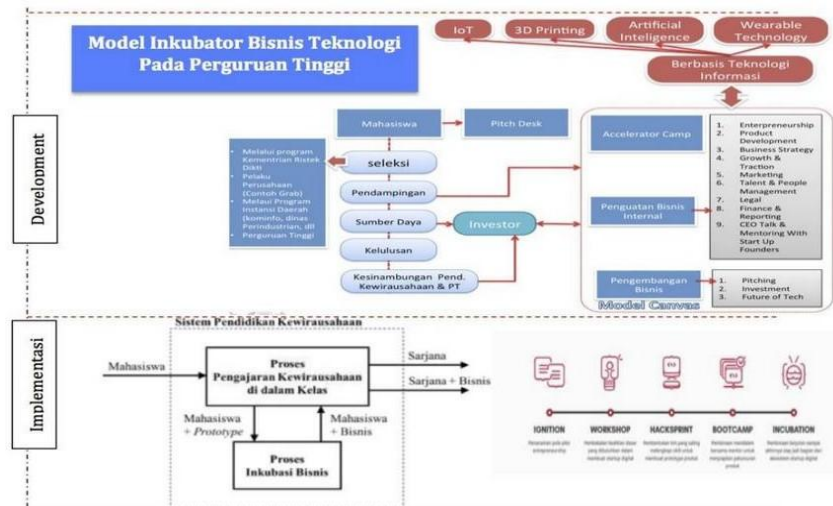 Model Inkubator Bisnis Teknologi
Pada Perguruan Tinggi
IoT
3D Printing
Artificial
Inteligence
Wearable
Technology
Berbasis Teknologi
Informasi
Development
Mahasiswa
Pitch Desk
seleksi
• Melalui program
Kementrian Ristek
Dikti
• Pelaku
Perusahaan
(Contoh Grab)
• Melaui Program
Instansi Daerah
(kominfo, dinas
Perindustrian, dll
• Perguruan Tinggi
Pendampingan
Sumber Daya
Investor
Kelulusan
Kesinambungan Pend.
Kewirausahaan & PT
Accelerator Camp
Penguatan Bisnis
Internal
1. Enterpreneurship
2. Product
Development
3. Business Strategy
4. Growth &
Traction
5. Marketing
6. Talent & People
Management
7. Legal
8. Finance &
Reporting
9. CEO Talk &
Mentoring With
Start Up
Founders
Pengembangan
Bisnis
1. Pitching
2. Investment
3. Future of Tech
Model Canvas
Implementasi
Sistem Pendidikan Kewirausahaan
Mahasiswa
Proses
Pengajaran Kewirausahaan
di dalam Kelas
Sarjana
Sarjana + Bisnis
Mahasiswa
+ Prototype
Mahasiswa
+ Bisnis
Proses
Inkubasi Bisnis
IGNITION
WORKSHOP
HACKSPRINT
BOOTCAMP
INCUBATION